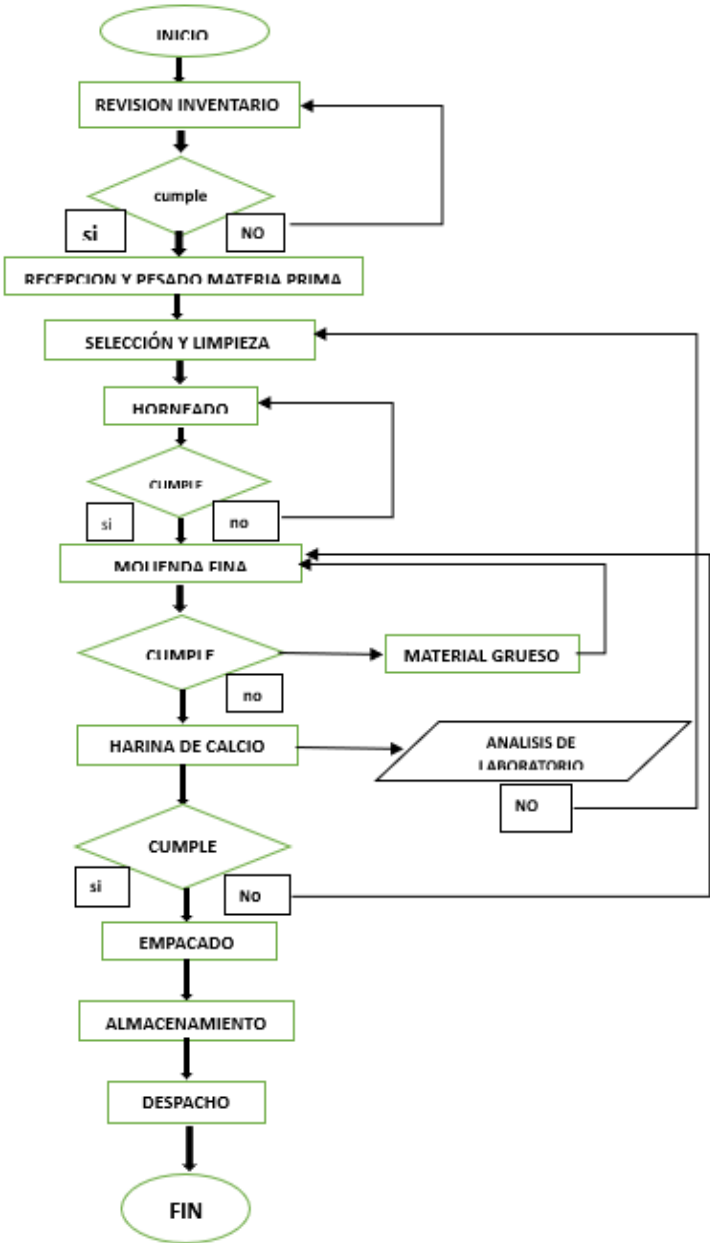 INICIO
REVISION INVENTARIO
cumple
si
NO
RECEPCION Y PESADO MATERIA PRIMA
SELECCIÓN Y LIMPIEZA
HORNEADO
CUMPLE
si
no
MOLIENDA FINA
CUMPLE
MATERIAL GRUESO
no
HARINA DE CALCIO
ANALISIS DE
LABORATORIO
NO
CUMPLE
si
No
EMPACADO
ALMACENAMIENTO
DESPACHO
FIN